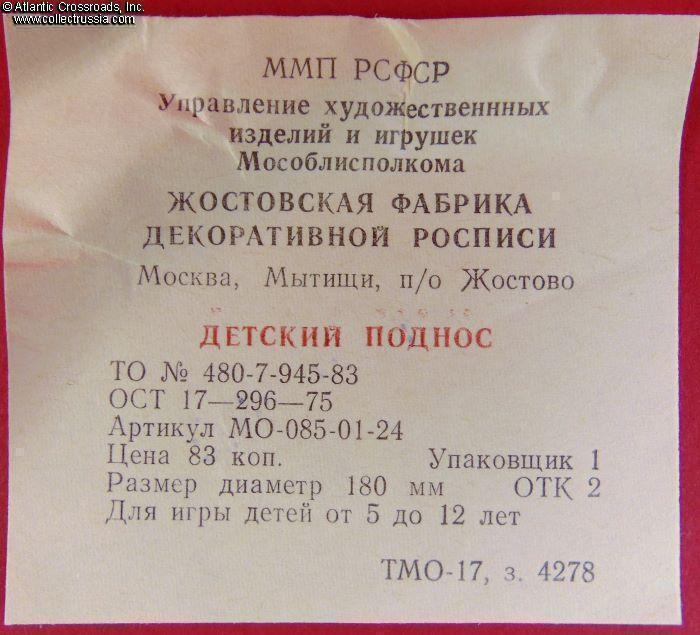 © Atlantic Crossroads, Inc.
www.collectrussia.com
ММП РСФСР
Управление художественнных
изделий и игрушек
Мособлисполкома
ЖОСТОВСКАЯ ФАБРИКА
ДЕКОРАТИВНОЙ РОСПИСИ
Москва, Мытищи, п/о Жостово
ДЕТСКИЙ ПОДНОС
ТО № 480-7-945-83
ОСТ 17—296—75
Артикул МО-085-01-24
Цена 83 коп. Упаковщик 1
Размер диаметр 180 мм ОТК 2
Для игры детей от 5 до 12 лет
ТМО-17, з. 4278